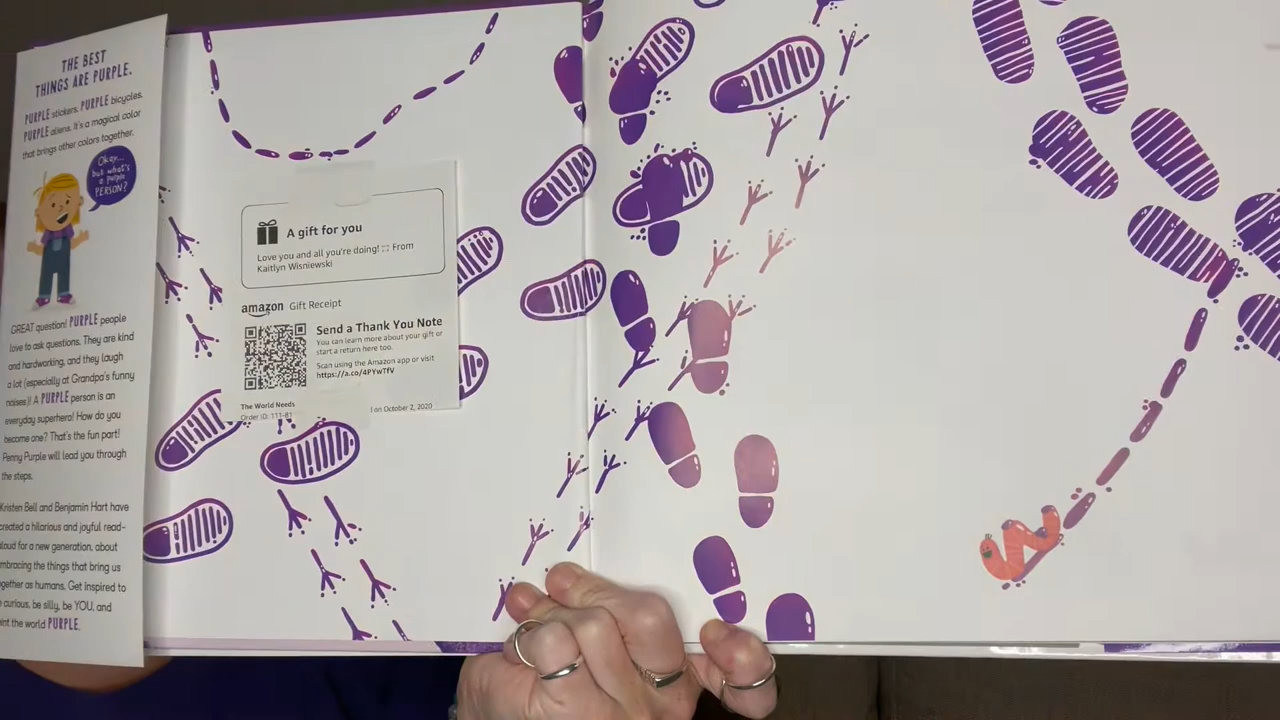 THE BEST
THINGS ARE PURPLE.
PURPLE stickers. PURPLE bicycles.
PURPLE aliens. It's a magical color
that brings other colors together.
Okay...
but what's
a purple
PERSON?
GREAT question! PURPLE people
love to ask questions. They are kind
and hardworking, and they laugh
a lot (especially at Grandpa's funny
noises)! A PURPLE person is an
everyday superhero! How do you
become one? That's the fun part!
Penny Purple will lead you through
the steps.
Kristen Bell and Benjamin Hart have
created a hilarious and joyful read-
aloud for a new generation, about
embracing the things that bring us
together as humans. Get inspired to
be curious, be silly, be YOU, and
paint the world PURPLE.
A gift for you
Love you and all you're doing! :: From
Kaitlyn Wisniewski
amazon Gift Receipt
Send a Thank You Note
You can learn more about your gift or
start a return here too.
Scan using the Amazon app or visit
https://a.co/4PYwTfV
The World Needs
Order ID: 111-81
on October 2, 2020